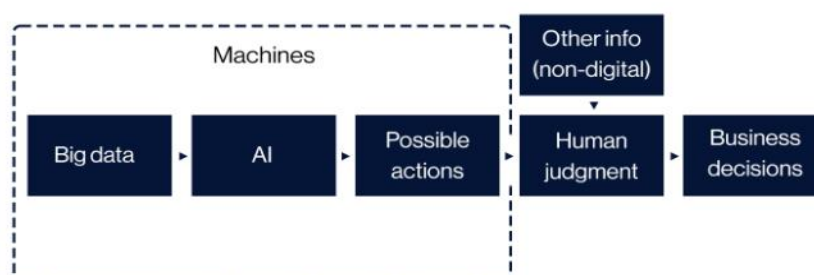 Machines
Other info
(non-digital)
Big data
AI
Possible
actions
Human
judgment
Business
decisions